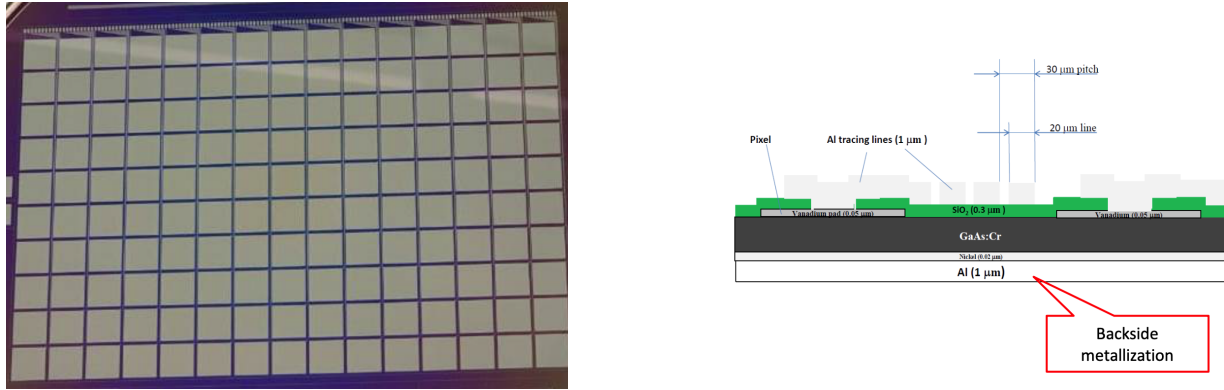 30 μm pitch
20 μm line
Pixel
Al tracing lines (1 μm )
SiO₂ (0.3 μm )
Vanadium pad (0.05 μm)
Vanadium (0.05 μm)
GaAs:Cr
Nickel (0.02 μm)
Al (1 μm)
Backside
metallization